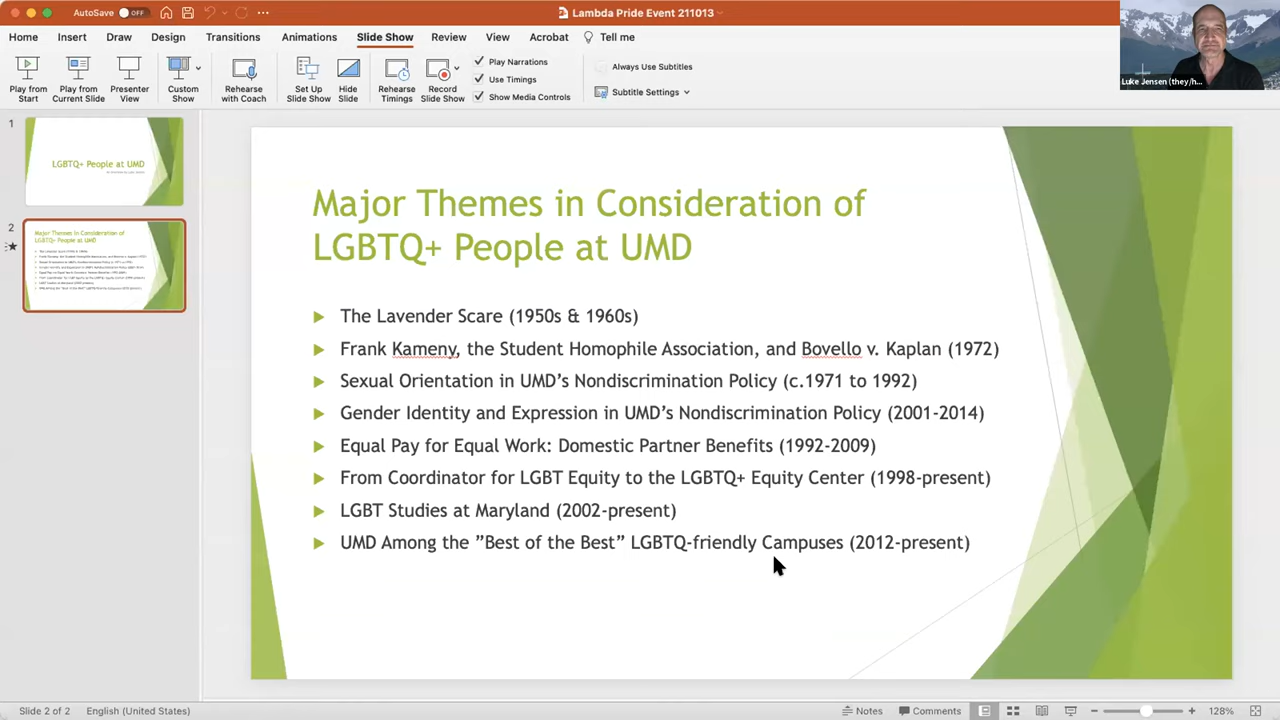 AutoSave OFF
Lambda Pride Event 211013
Home Insert Draw Design Transitions Animations Slide Show Review View Acrobat Tell me
Play from Start
Play from Current Slide
Presenter View
Custom Show
Rehearse with Coach
Set Up Slide Show
Hide Slide
Rehearse Timings
Record Slide Show
Play Narrations
Use Timings
Show Media Controls
Always Use Subtitles
Subtitle Settings
Luke Jensen (they/h...
1
LGBTQ+ People at UMD
2
Major Themes in Consideration of
LGBTQ+ People at UMD
Major Themes in Consideration of
LGBTQ+ People at UMD
The Lavender Scare (1950s & 1960s)
Frank Kameny, the Student Homophile Association, and Bovello v. Kaplan (1972)
Sexual Orientation in UMD’s Nondiscrimination Policy (c.1971 to 1992)
Gender Identity and Expression in UMD’s Nondiscrimination Policy (2001-2014)
Equal Pay for Equal Work: Domestic Partner Benefits (1992-2009)
From Coordinator for LGBT Equity to the LGBTQ+ Equity Center (1998-present)
LGBT Studies at Maryland (2002-present)
UMD Among the ”Best of the Best” LGBTQ-friendly Campuses (2012-present)
Slide 2 of 2 English (United States) Notes Comments 128%